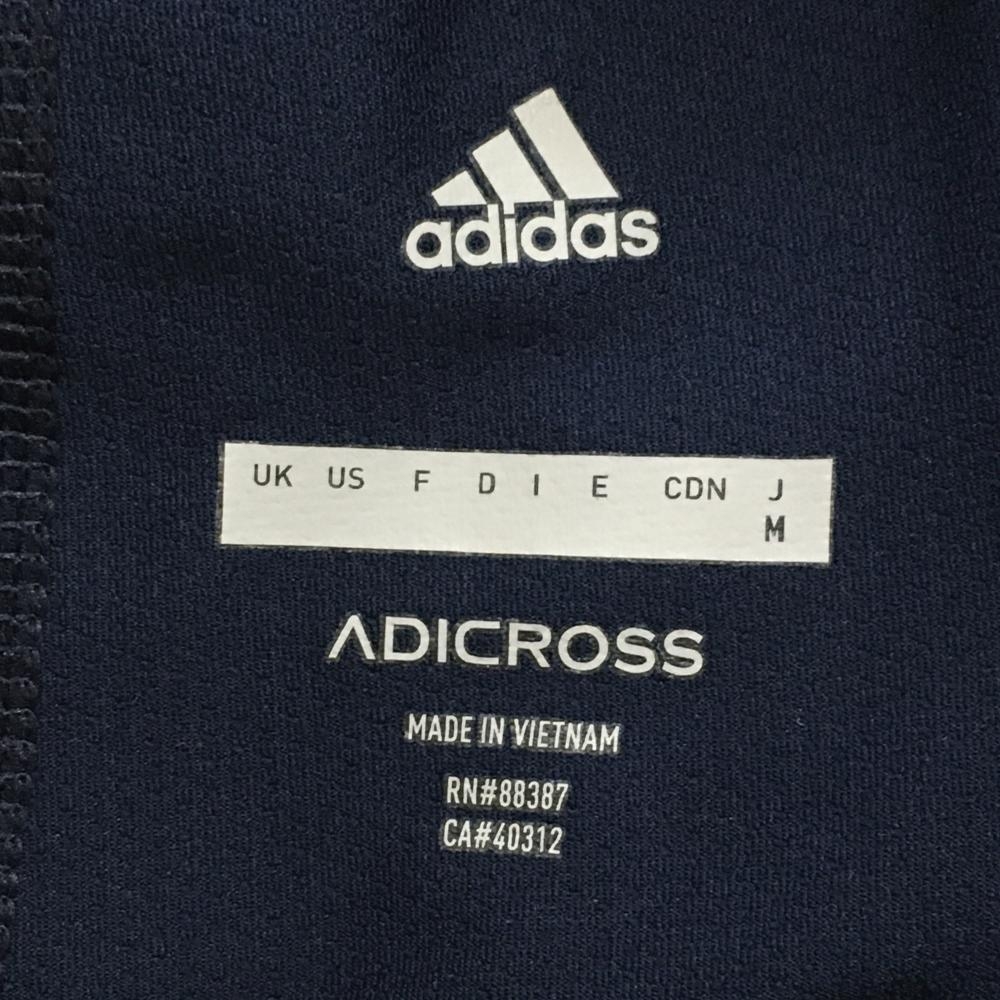 adidas
UK US F D I E CDN J
M
ADICROSS
MADE IN VIETNAM
RN#88387
CA#40312